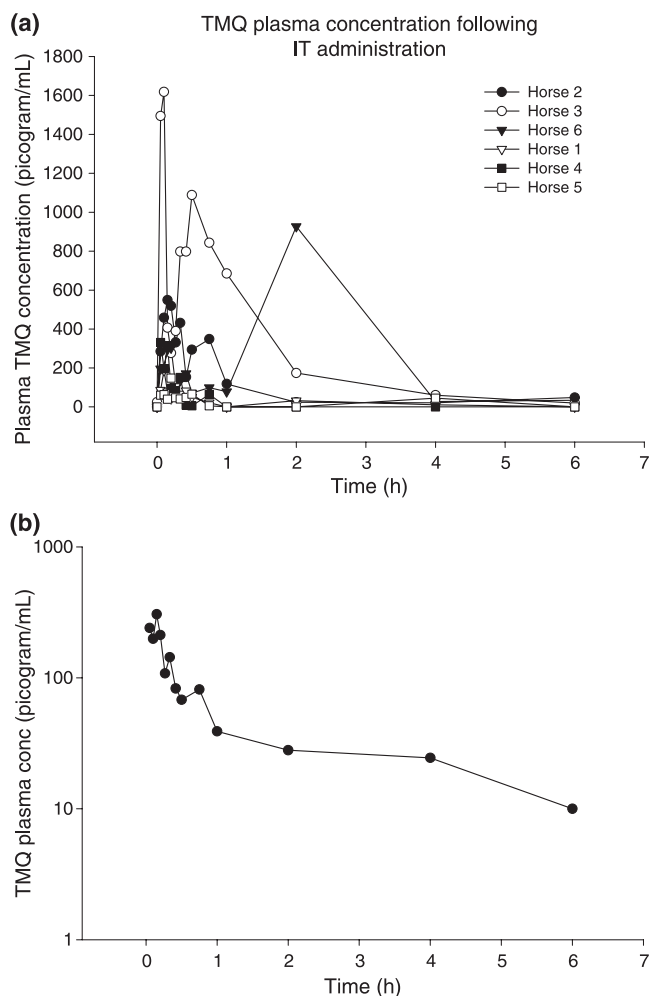 (a)
TMQ plasma concentration following
IT administration
Plasma TMQ concentration (picogram/mL)
1800
1600
1400
1200
1000
800
600
400
200
0
Horse 2
Horse 3
Horse 6
Horse 1
Horse 4
Horse 5
0 1 2 3 4 5 6 7
Time (h)
(b)
TMQ plasma conc (picogram/mL)
1000
100
10
1
0 1 2 3 4 5 6 7
Time (h)